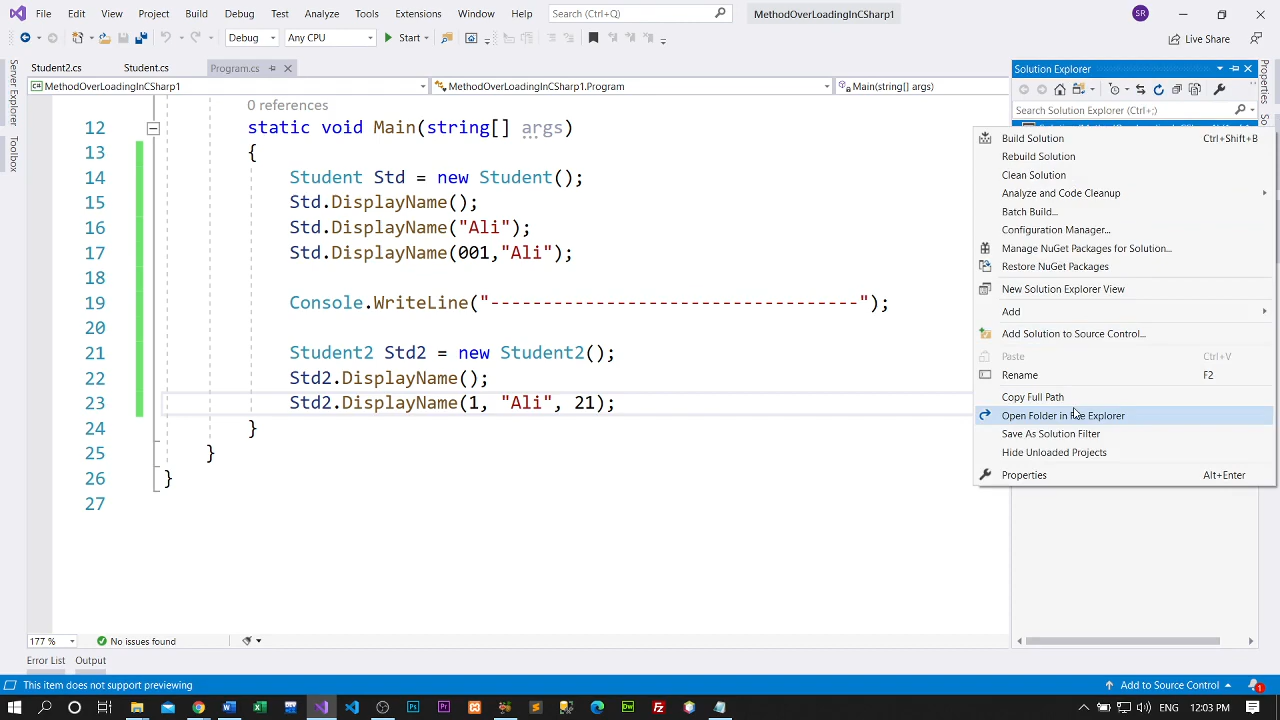 File Edit View Git Project Build Debug Test Analyze Tools Extensions Window Help Search (Ctrl+Q) MethodOverLoadingInCSharp1 SR
Debug Any CPU Start Live Share
Student2.cs Student.cs Program.cs Solution Explorer
MethodOverLoadingInCSharp1 MethodOverLoadingInCSharp1.Program Main(string[] args)
Server Explorer
Toolbox
Properties
Search Solution Explorer (Ctrl+;)
0 references
12 static void Main(string[] args)
13 {
14 Student Std = new Student();
15 Std.DisplayName();
16 Std.DisplayName("Ali");
17 Std.DisplayName(001,"Ali");
18
19 Console.WriteLine("-----------------------------------");
20
21 Student2 Std2 = new Student2();
22 Std2.DisplayName();
23 Std2.DisplayName(1, "Ali", 21);
24 }
25 }
26 }
27
Build Solution Ctrl+Shift+B
Rebuild Solution
Clean Solution
Analyze and Code Cleanup
Batch Build...
Configuration Manager...
Manage NuGet Packages for Solution...
Restore NuGet Packages
New Solution Explorer View
Add
Add Solution to Source Control...
Paste Ctrl+V
Rename F2
Copy Full Path
Open Folder in File Explorer
Save As Solution Filter
Hide Unloaded Projects
Properties Alt+Enter
177 % No issues found
Error List Output
This item does not support previewing Add to Source Control 1
ENG 12:03 PM